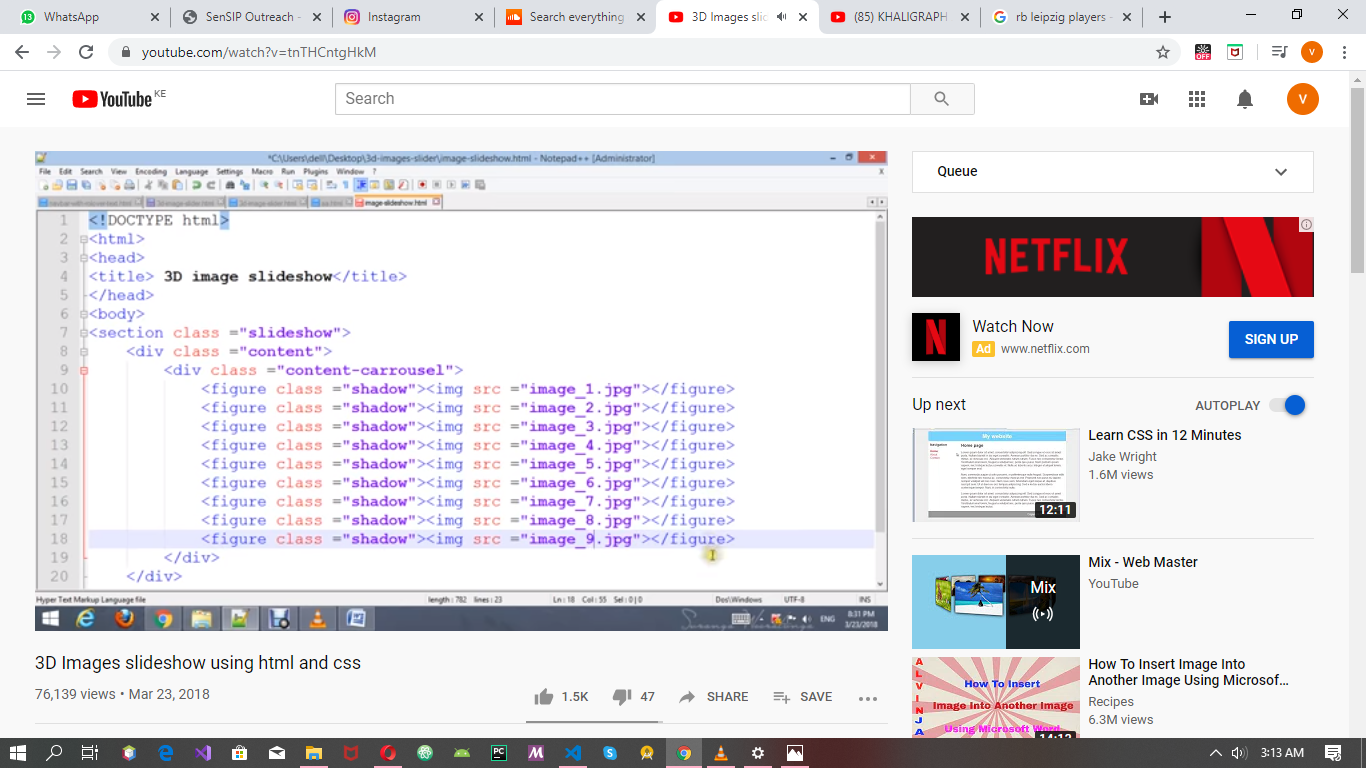 13 WhatsApp
SenSIP Outreach -
Instagram
Search everything
3D Images slid
(85) KHALIGRAPH
rb leipzig players -
youtube.com/watch?v=tnTHCntgHkM
OFF
V
YouTube KE
Search
V
*C:\Users\dell\Desktop\3d-images-slider\image-slideshow.html - Notepad++ [Administrator]
File Edit Search View Encoding Language Settings Macro Run Plugins Window ? X
image-slideshow.html
1 <!DOCTYPE html>
2 <html>
3 <head>
4 <title> 3D image slideshow</title>
5 </head>
6 <body>
7 <section class ="slideshow">
8 <div class ="content">
9 <div class ="content-carrousel">
10 <figure class ="shadow"><img src ="image_1.jpg"></figure>
11 <figure class ="shadow"><img src ="image_2.jpg"></figure>
12 <figure class ="shadow"><img src ="image_3.jpg"></figure>
13 <figure class ="shadow"><img src ="image_4.jpg"></figure>
14 <figure class ="shadow"><img src ="image_5.jpg"></figure>
15 <figure class ="shadow"><img src ="image_6.jpg"></figure>
16 <figure class ="shadow"><img src ="image_7.jpg"></figure>
17 <figure class ="shadow"><img src ="image_8.jpg"></figure>
18 <figure class ="shadow"><img src ="image_9.jpg"></figure>
19 </div>
20 </div>
Hyper Text Markup Language file length : 782 lines : 23 Ln : 18 Col : 55 Sel : 0 | 0 Dos\Windows UTF-8 INS
ENG 8:31 PM
3/23/2018
3D Images slideshow using html and css
76,139 views • Mar 23, 2018
1.5K 47 SHARE SAVE
Queue
NETFLIX
N
Watch Now
Ad www.netflix.com
SIGN UP
Up next
AUTOPLAY
My website
Navigation
Home page
12:11
Learn CSS in 12 Minutes
Jake Wright
1.6M views
Mix
Mix - Web Master
YouTube
ALVINJA
How To Insert
Image Into Another Image
Using Microsoft Word
14:13
How To Insert Image Into
Another Image Using Microsof...
Recipes
6.3M views
PC
M
3:13 AM